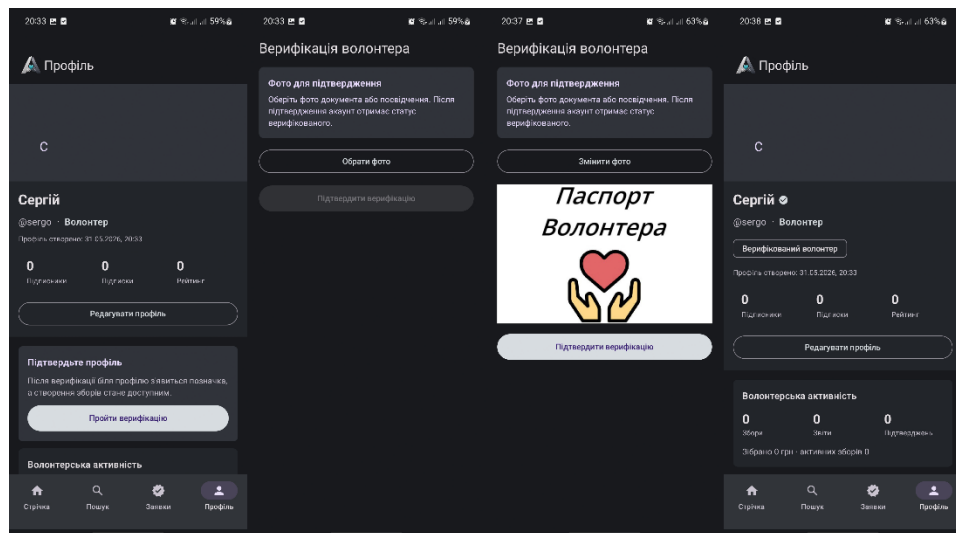 20:33 59%
Профіль
С
Сергій
@sergo · Волонтер
Профіль створено: 31.05.2026, 20:33
0 0 0
Підписники Підписки Рейтинг
Редагувати профіль
Підтвердьте профіль
Після верифікації біля профілю з'явиться позначка,
а створення зборів стане доступним.
Пройти верифікацію
Волонтерська активність
Стрічка Пошук Заявки Профіль
20:33 59%
Верифікація волонтера
Фото для підтвердження
Оберіть фото документа або посвідчення. Після
підтвердження акаунт отримає статус
верифікованого.
Обрати фото
Підтвердити верифікацію
20:37 63%
Верифікація волонтера
Фото для підтвердження
Оберіть фото документа або посвідчення. Після
підтвердження акаунт отримає статус
верифікованого.
Змінити фото
Паспорт
Волонтера
Підтвердити верифікацію
20:38 63%
Профіль
С
Сергій
@sergo · Волонтер
Верифікований волонтер
Профіль створено: 31.05.2026, 20:33
0 0 0
Підписники Підписки Рейтинг
Редагувати профіль
Волонтерська активність
0 0 0
Збори Звіти Підтверджень
Зібрано 0 грн · активних зборів 0
Стрічка Пошук Заявки Профіль